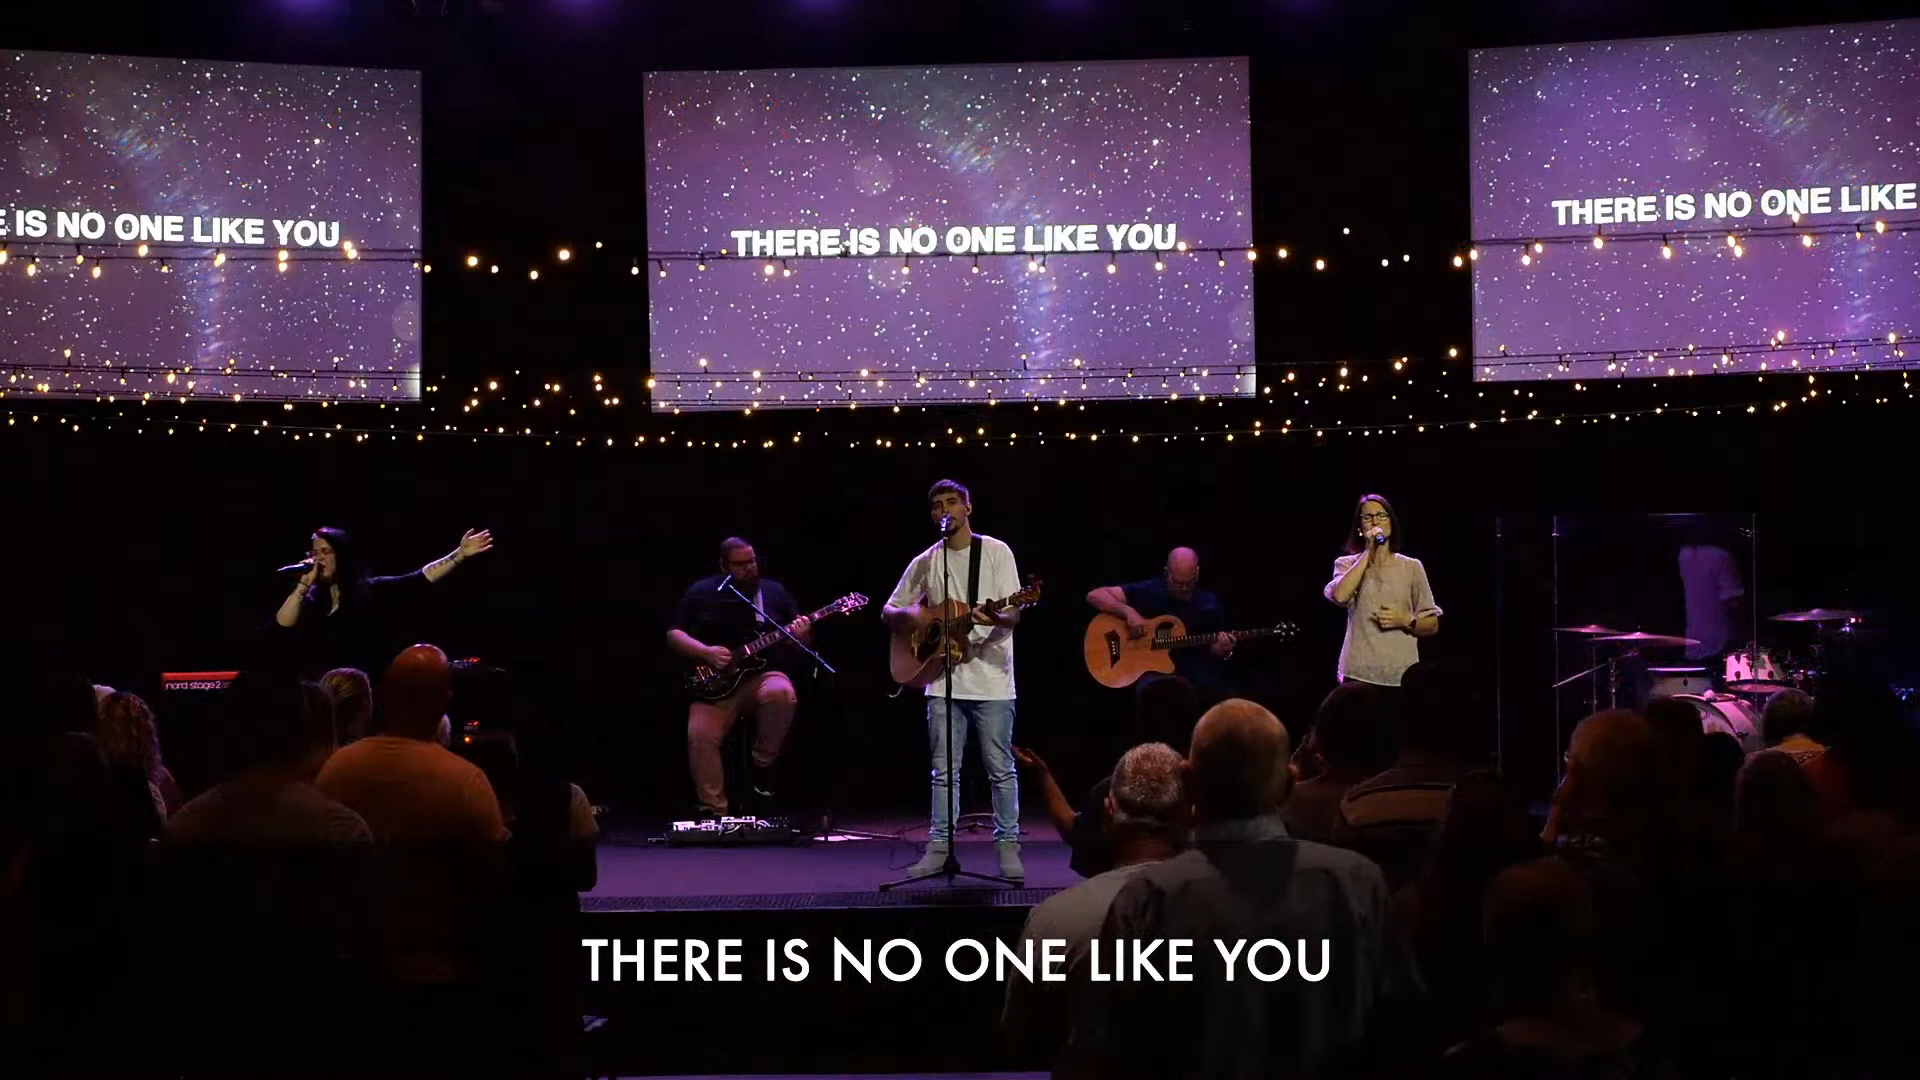 E IS NO ONE LIKE YOU
THERE IS NO ONE LIKE YOU
THERE IS NO ONE LIKE
nord stage 2
THERE IS NO ONE LIKE YOU